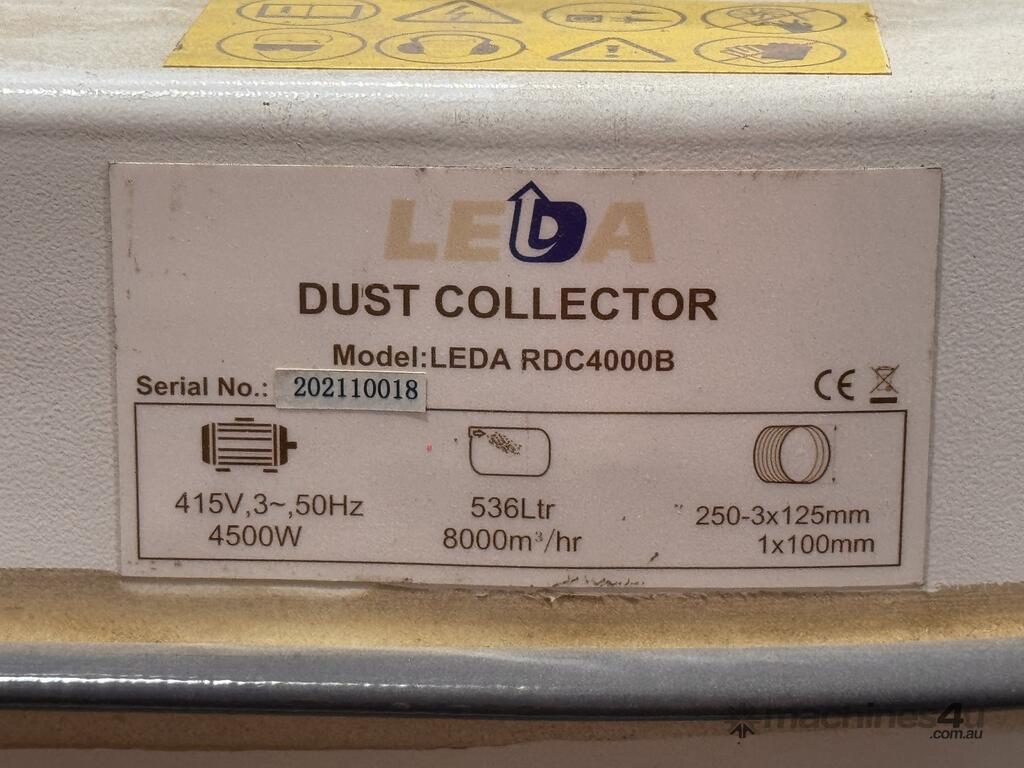 LEDA
DUST COLLECTOR
Model:LEDA RDC4000B
Serial No.: 202110018
CE
415V,3~,50Hz
4500W
536Ltr
8000m³/hr
250-3x125mm
1x100mm
machines4u
.com.au